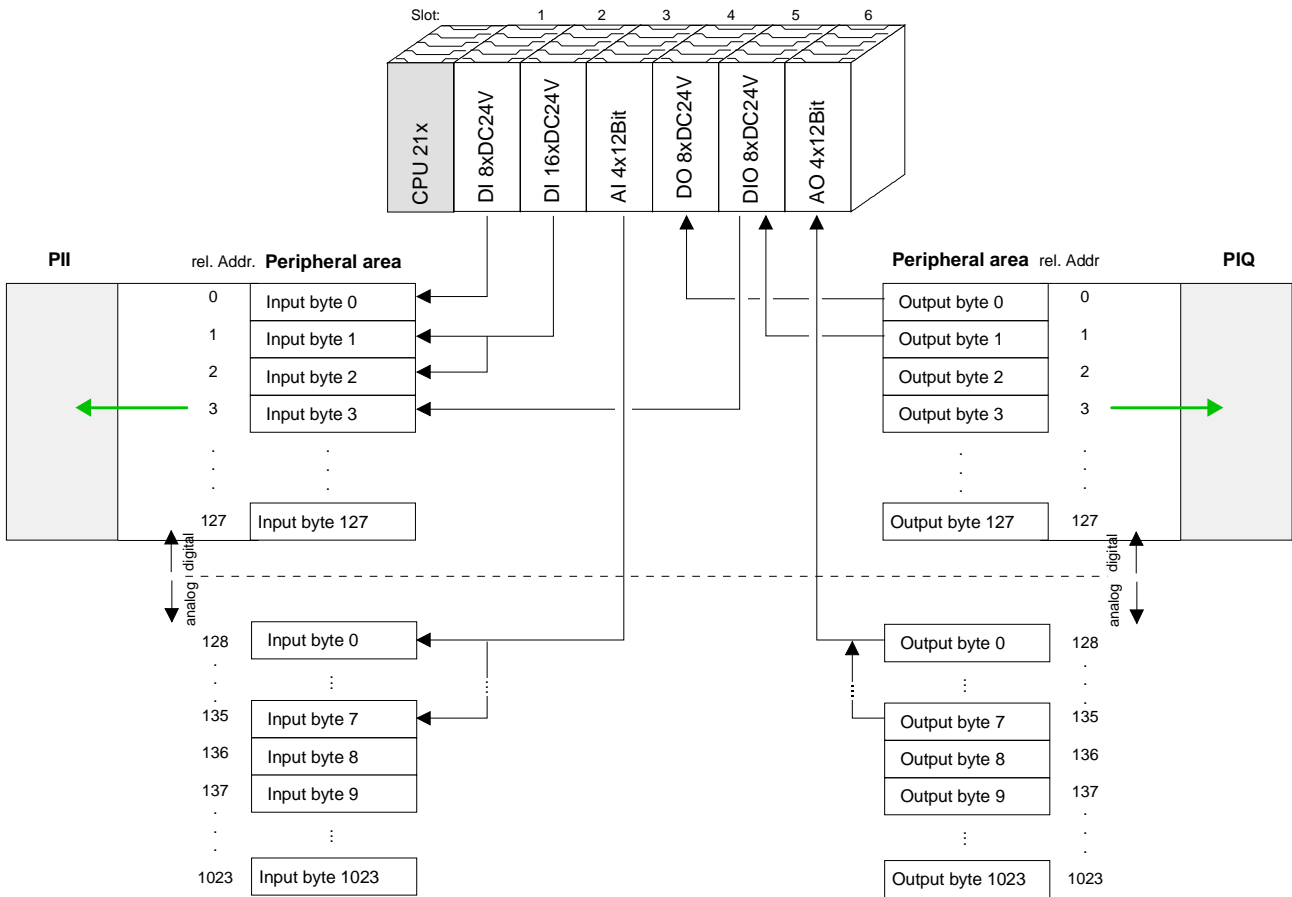 Slot: 1 2 3 4 5 6
CPU 21x
DI 8xDC24V
DI 16xDC24V
AI 4x12Bit
DO 8xDC24V
DIO 8xDC24V
AO 4x12Bit
PII rel. Addr. Peripheral area
0 Input byte 0
1 Input byte 1
2 Input byte 2
3 Input byte 3
127 Input byte 127
digital
analog
128 Input byte 0
135 Input byte 7
136 Input byte 8
137 Input byte 9
1023 Input byte 1023
Peripheral area rel. Addr PIQ
Output byte 0 0
Output byte 1 1
Output byte 2 2
Output byte 3 3
Output byte 127 127
digital
analog
Output byte 0 128
Output byte 7 135
Output byte 8 136
Output byte 9 137
Output byte 1023 1023